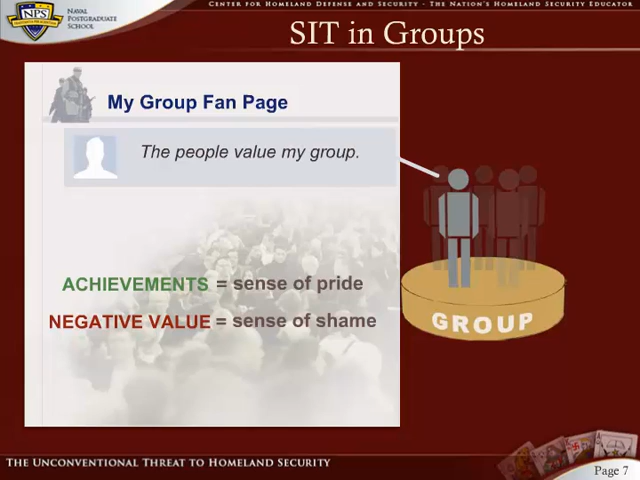 Center for Homeland Defense and Security - The Nation's Homeland Security Educator
NPS
Naval
Postgraduate
School
SIT in Groups
My Group Fan Page
The people value my group.
ACHIEVEMENTS = sense of pride
NEGATIVE VALUE = sense of shame
GROUP
The Unconventional Threat to Homeland Security
Page 7